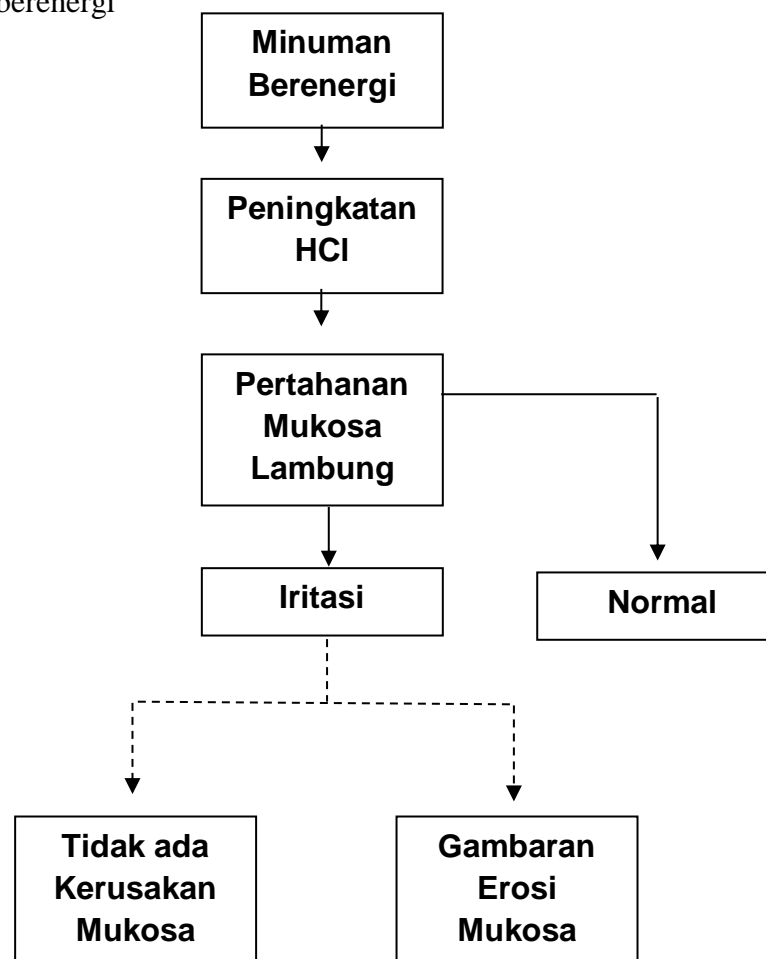 berenergi
Minuman
Berenergi
Peningkatan
HCl
Pertahanan
Mukosa
Lambung
Iritasi
Normal
Tidak ada
Kerusakan
Mukosa
Gambaran
Erosi
Mukosa